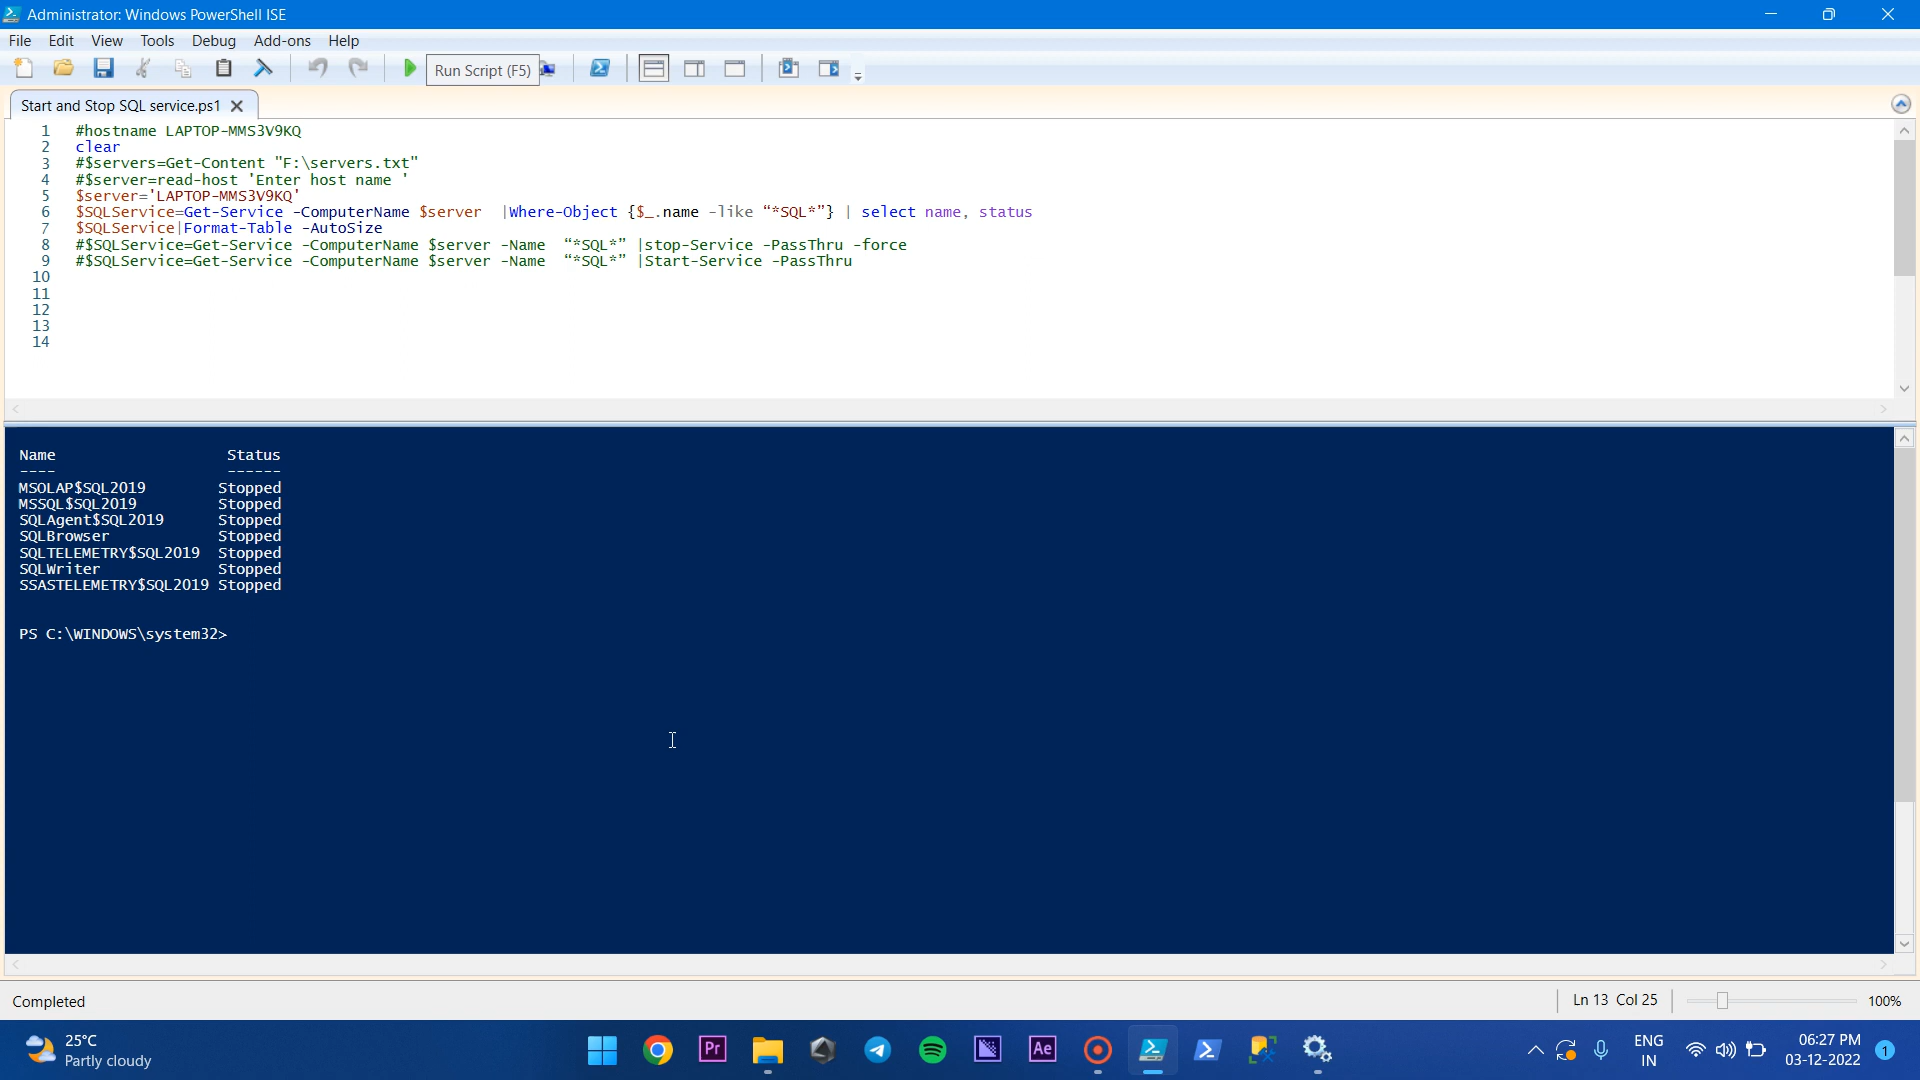 Administrator: Windows PowerShell ISE
File Edit View Tools Debug Add-ons Help
Run Script (F5)
Start and Stop SQL service.ps1
1 #hostname LAPTOP-MMS3V9KQ
2 clear
3 #$servers=Get-Content "F:\servers.txt"
4 #$server=read-host 'Enter host name '
5 $server='LAPTOP-MMS3V9KQ'
6 $SQLService=Get-Service -ComputerName $server  |Where-Object {$_.name -like “*SQL*”} | select name, status
7 $SQLService|Format-Table -AutoSize
8 #$SQLService=Get-Service -ComputerName $server -Name  “*SQL*” |stop-Service -PassThru -force
9 #$SQLService=Get-Service -ComputerName $server -Name  “*SQL*” |Start-Service -PassThru
10
11
12
13
14
Name Status
---- ------
MSOLAP$SQL2019 Stopped
MSSQL$SQL2019 Stopped
SQLAgent$SQL2019 Stopped
SQLBrowser Stopped
SQLTELEMETRY$SQL2019 Stopped
SQLWriter Stopped
SSASTELEMETRY$SQL2019 Stopped
PS C:\WINDOWS\system32>
Completed
Ln 13 Col 25
100%
25°C
Partly cloudy
Pr
Ae
ENG
IN
06:27 PM
03-12-2022
1